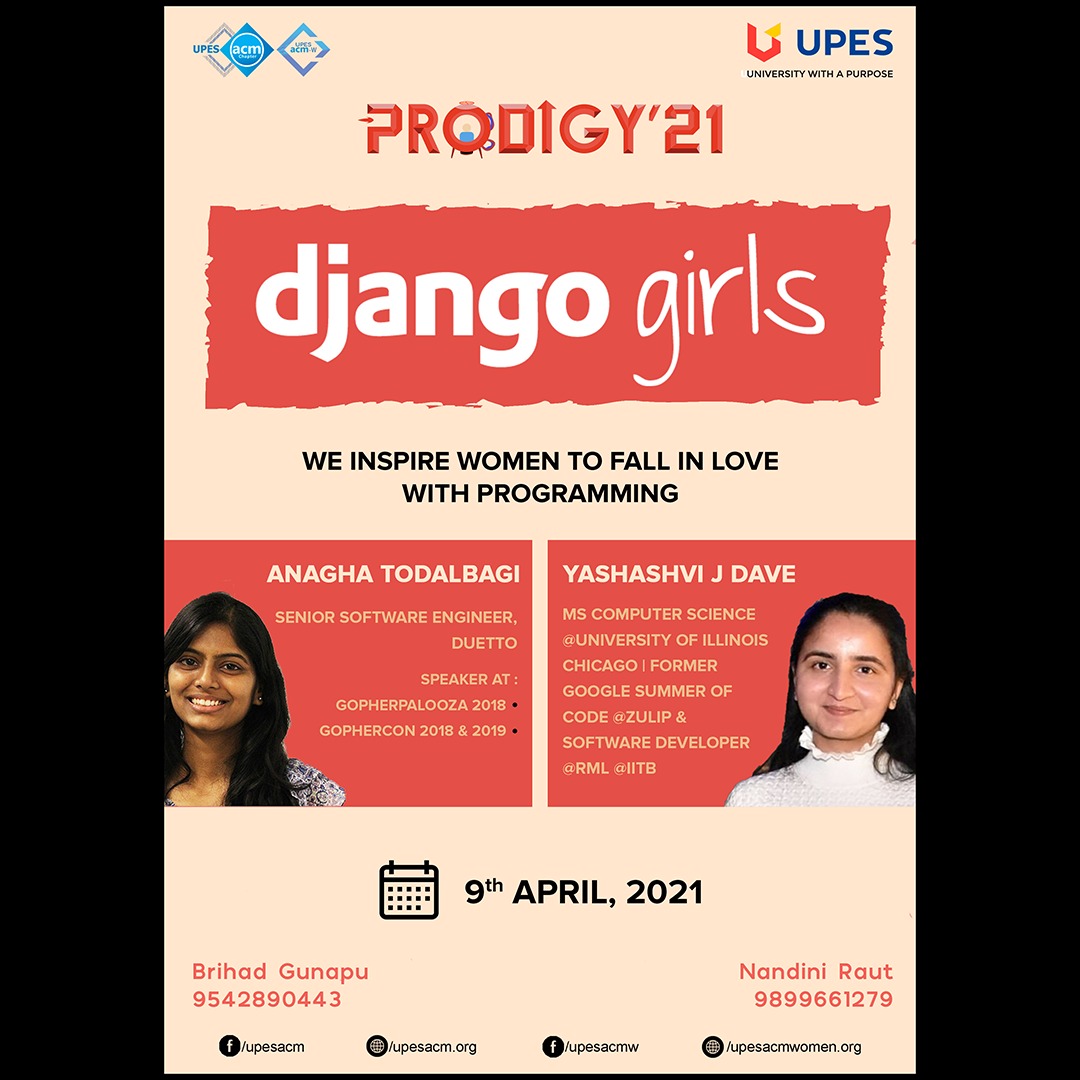 UPES acm Chapter
UPES acm-W
UPES
UNIVERSITY WITH A PURPOSE
PRODIGY'21
django girls
WE INSPIRE WOMEN TO FALL IN LOVE
WITH PROGRAMMING
ANAGHA TODALBAGI
SENIOR SOFTWARE ENGINEER,
DUETTO
SPEAKER AT :
GOPHERPALOOZA 2018 •
GOPHERCON 2018 & 2019 •
YASHASHVI J DAVE
MS COMPUTER SCIENCE
@UNIVERSITY OF ILLINOIS
CHICAGO | FORMER
GOOGLE SUMMER OF
CODE @ZULIP &
SOFTWARE DEVELOPER
@RML @IITB
9th APRIL, 2021
Brihad Gunapu
9542890443
Nandini Raut
9899661279
/upesacm
/upesacm.org
/upesacmw
/upesacmwomen.org